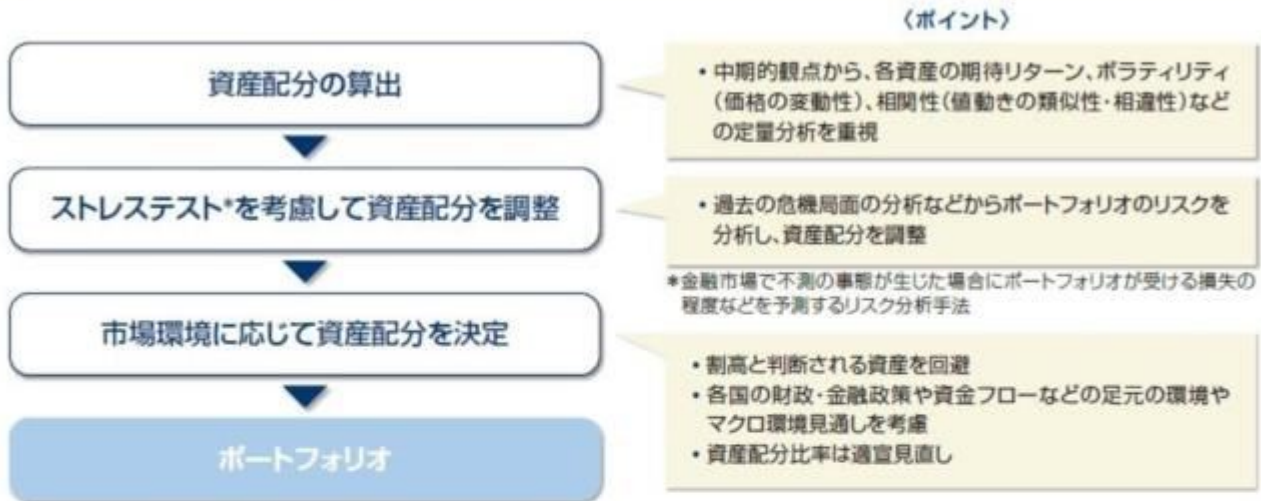 〈ポイント〉
資産配分の算出
・中期的観点から、各資産の期待リターン、ボラティリティ
(価格の変動性)、相関性(値動きの類似性・相違性)など
の定量分析を重視
ストレステスト*を考慮して資産配分を調整
・過去の危機局面の分析などからポートフォリオのリスクを
分析し、資産配分を調整
*金融市場で不測の事態が生じた場合にポートフォリオが受ける損失の
程度などを予測するリスク分析手法
市場環境に応じて資産配分を決定
・割高と判断される資産を回避
・各国の財政・金融政策や資金フローなどの足元の環境や
マクロ環境見通しを考慮
・資産配分比率は適宜見直し
ポートフォリオ